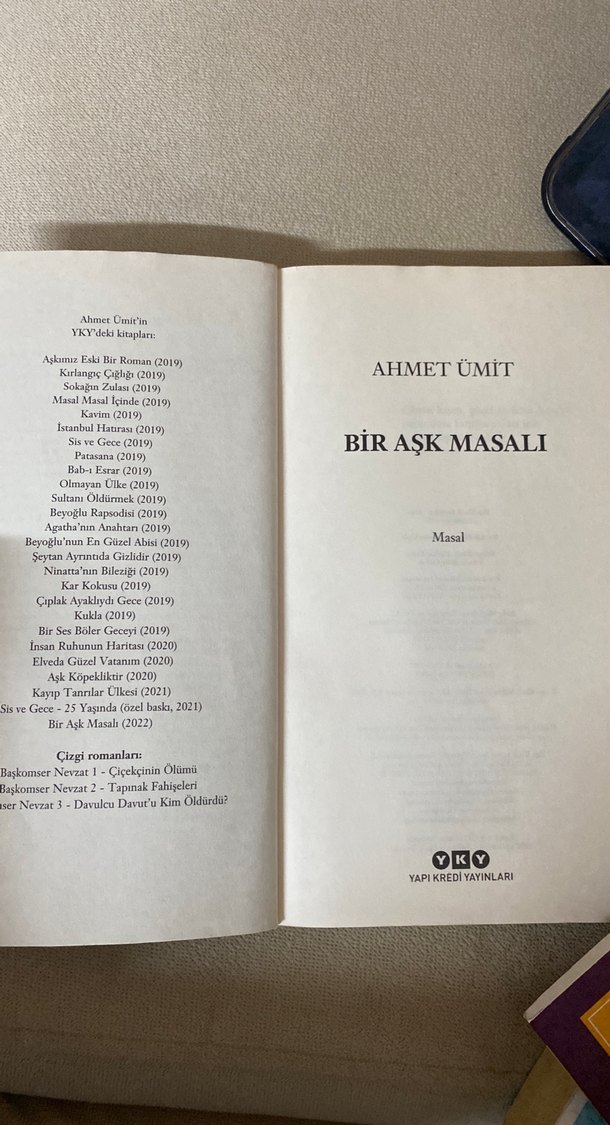 Ahmet Ümit'in
YKY'deki kitapları:
Aşkımız Eski Bir Roman (2019)
Kırlangıç Çığlığı (2019)
Sokağın Zulası (2019)
Masal Masal İçinde (2019)
Kavim (2019)
İstanbul Hatırası (2019)
Sis ve Gece (2019)
Patasana (2019)
Bab-ı Esrar (2019)
Olmayan Ülke (2019)
Sultanı Öldürmek (2019)
Beyoğlu Rapsodisi (2019)
Agatha'nın Anahtarı (2019)
Beyoğlu'nun En Güzel Abisi (2019)
Şeytan Ayrıntıda Gizlidir (2019)
Ninatta'nın Bileziği (2019)
Kar Kokusu (2019)
Çıplak Ayaklıydı Gece (2019)
Kukla (2019)
Bir Ses Böler Geceyi (2019)
İnsan Ruhunun Haritası (2020)
Elveda Güzel Vatanım (2020)
Aşk Köpekliktir (2020)
Kayıp Tanrılar Ülkesi (2021)
Sis ve Gece - 25 Yaşında (özel baskı, 2021)
Bir Aşk Masalı (2022)
Çizgi romanları:
Başkomser Nevzat 1 - Çiçekçinin Ölümü
Başkomser Nevzat 2 - Tapınak Fahişeleri
Nevzat 3 - Davulcu Davut'u Kim Öldürdü?
AHMET ÜMİT
BİR AŞK MASALI
Masal
YKY
YAPI KREDİ YAYINLARI